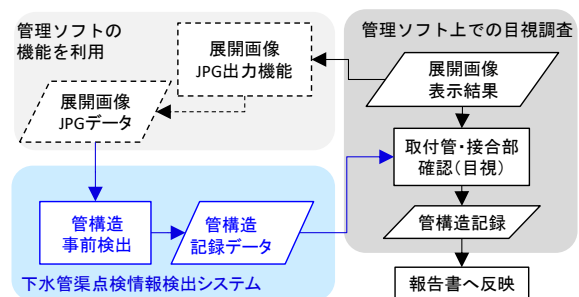 管理ソフトの
機能を利用
展開画像
JPG出力機能
展開画像
JPGデータ
管理ソフト上での目視調査
展開画像
表示結果
取付管・接合部
確認(目視)
管構造記録
報告書へ反映
管構造
事前検出
管構造
記録データ
下水管渠点検情報検出システム